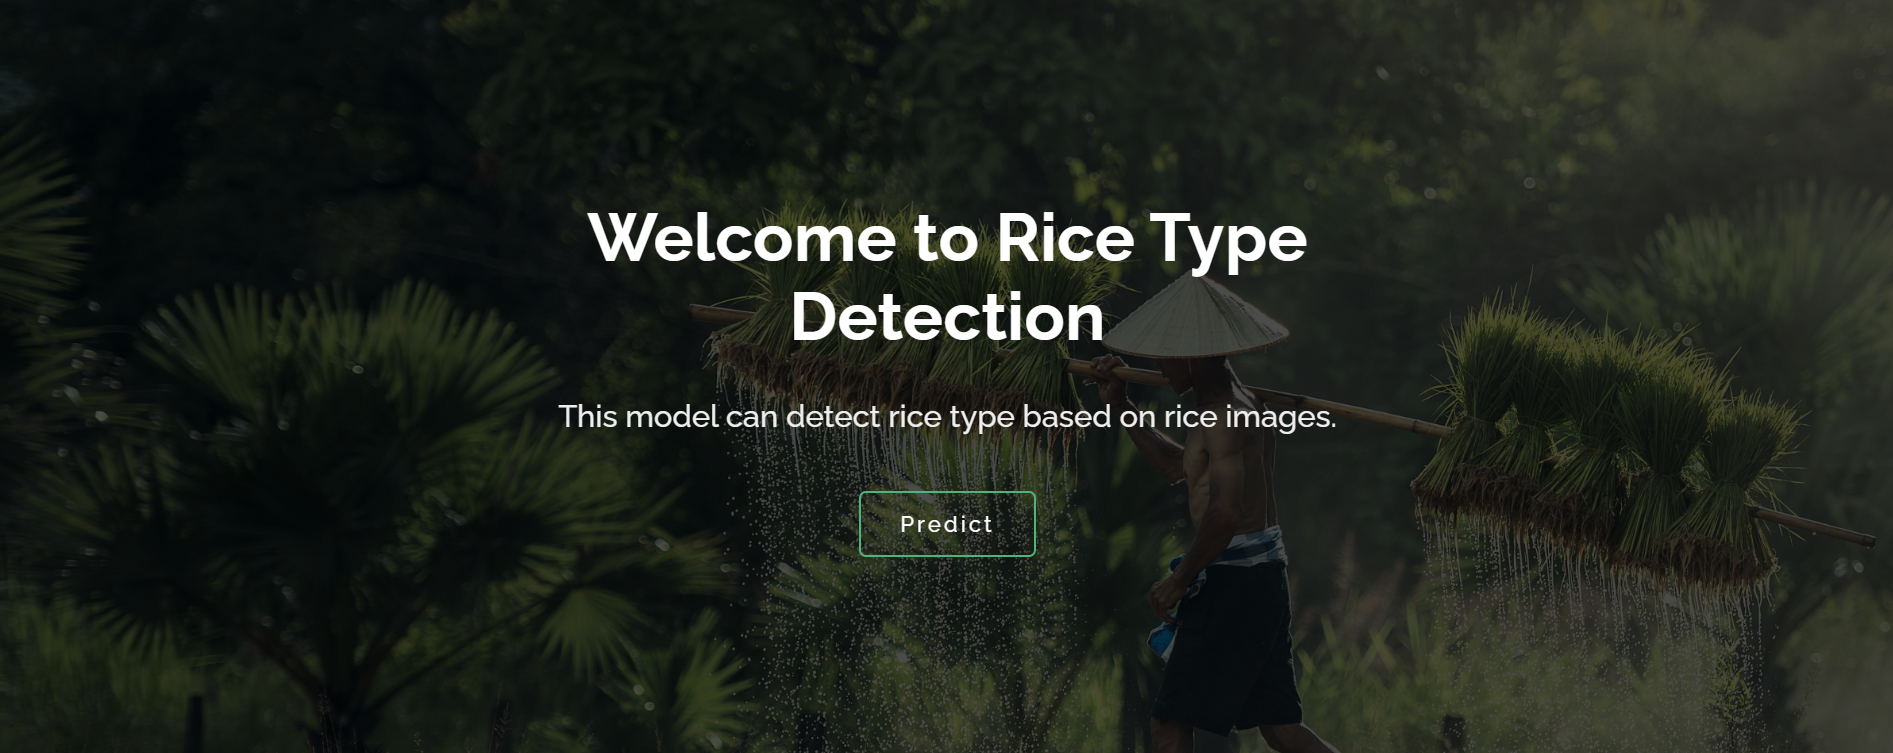 Welcome to Rice Type
Detection
This model can detect rice type based on rice images.
Predict